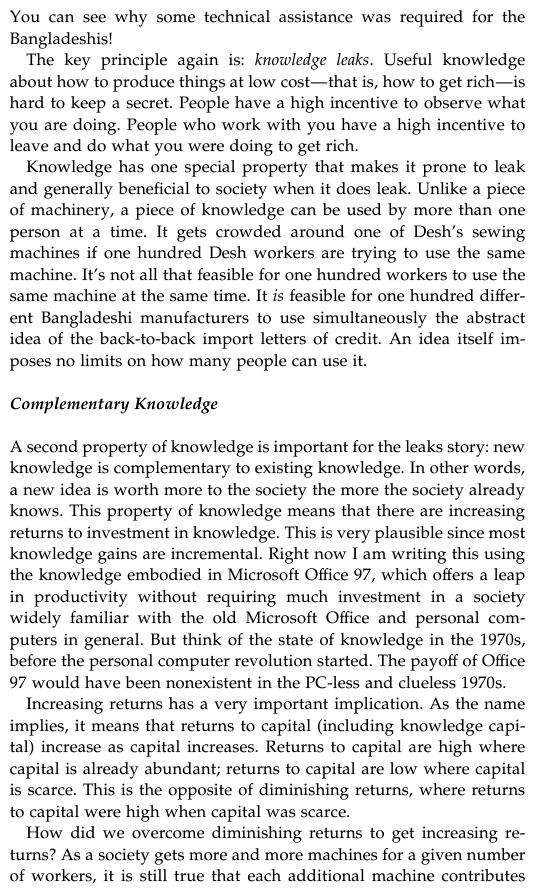 You can see why some technical assistance was required for the
Bangladeshis!
The key principle again is: knowledge leaks. Useful knowledge
about how to produce things at low cost—that is, how to get rich—is
hard to keep a secret. People have a high incentive to observe what
you are doing. People who work with you have a high incentive to
leave and do what you were doing to get rich.
Knowledge has one special property that makes it prone to leak
and generally beneficial to society when it does leak. Unlike a piece
of machinery, a piece of knowledge can be used by more than one
person at a time. It gets crowded around one of Desh's sewing
machines if one hundred Desh workers are trying to use the same
machine. It's not all that feasible for one hundred workers to use the
same machine at the same time. It is feasible for one hundred differ-
ent Bangladeshi manufacturers to use simultaneously the abstract
idea of the back-to-back import letters of credit. An idea itself im-
poses no limits on how many people can use it.
Complementary Knowledge
A second property of knowledge is important for the leaks story: new
knowledge is complementary to existing knowledge. In other words,
a new idea is worth more to the society the more the society already
knows. This property of knowledge means that there are increasing
returns to investment in knowledge. This is very plausible since most
knowledge gains are incremental. Right now I am writing this using
the knowledge embodied in Microsoft Office 97, which offers a leap
in productivity without requiring much investment in a society
widely familiar with the old Microsoft Office and personal com-
puters in general. But think of the state of knowledge in the 1970s,
before the personal computer revolution started. The payoff of Office
97 would have been nonexistent in the PC-less and clueless 1970s.
Increasing returns has a very important implication. As the name
implies, it means that returns to capital (including knowledge capi-
tal) increase as capital increases. Returns to capital are high where
capital is already abundant; returns to capital are low where capital
is scarce. This is the opposite of diminishing returns, where returns
to capital were high when capital was scarce.
How did we overcome diminishing returns to get increasing re-
turns? As a society gets more and more machines for a given number
of workers, it is still true that each additional machine contributes